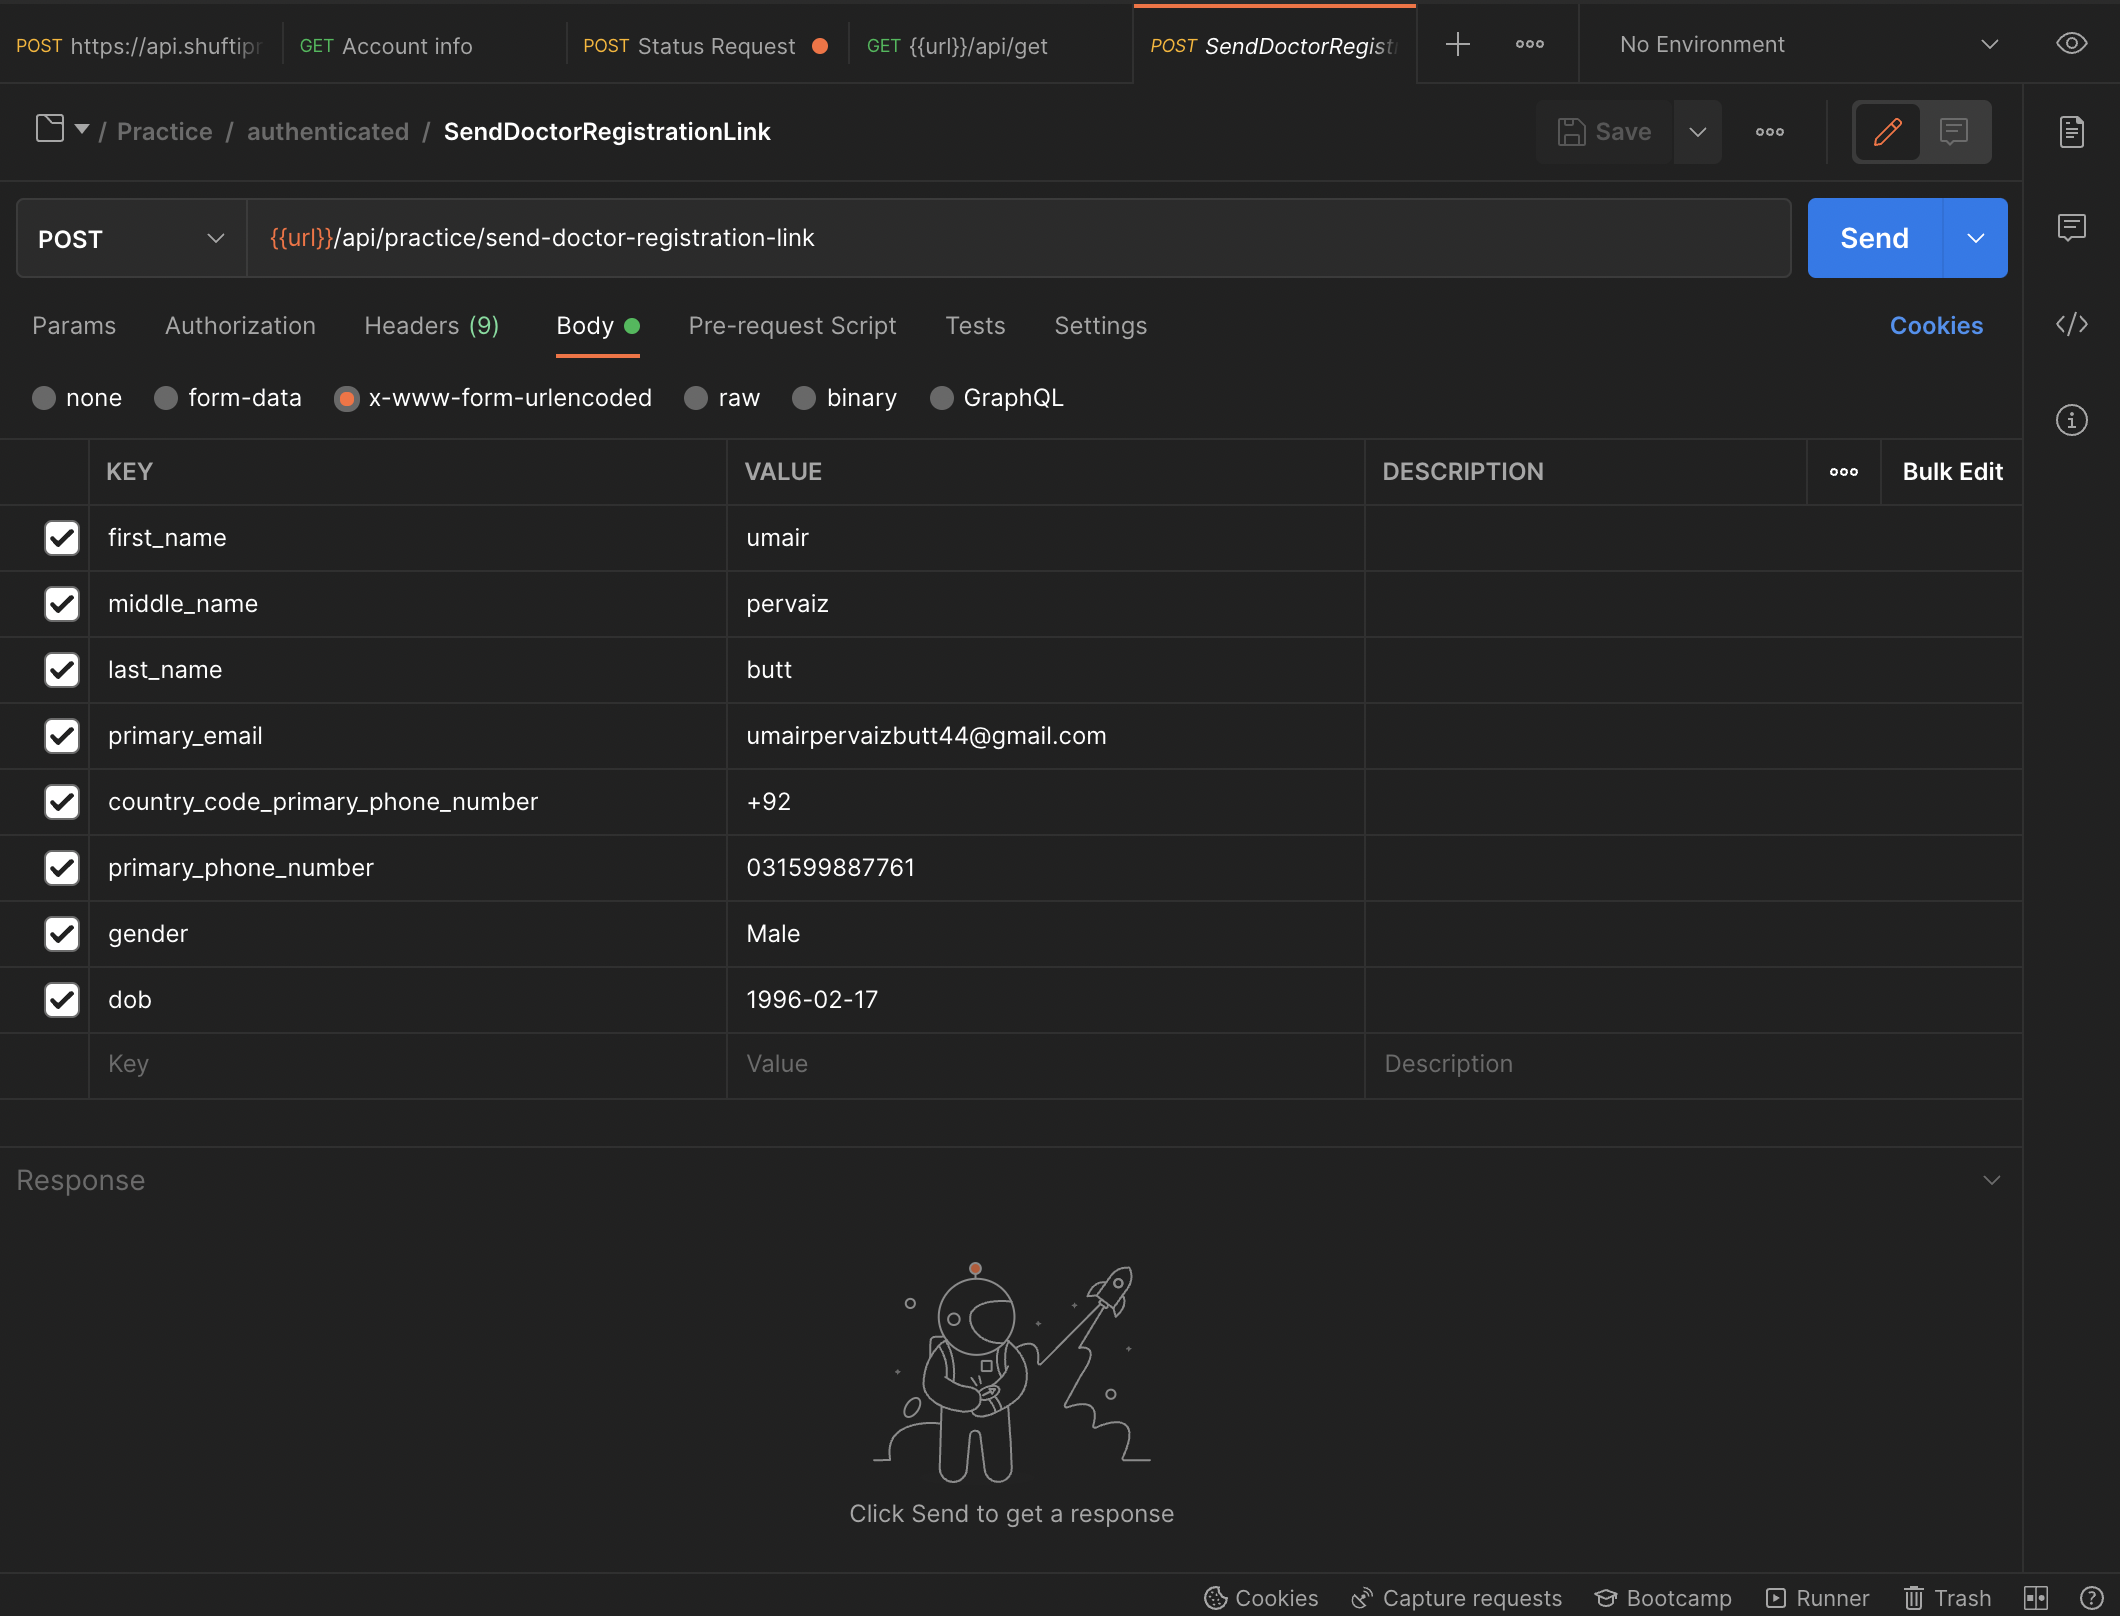 POST https://api.shuftipr GET Account info POST Status Request GET {{url}}/api/get POST SendDoctorRegist No Environment
/ Practice / authenticated / SendDoctorRegistrationLink Save
POST {{url}}/api/practice/send-doctor-registration-link Send
Params Authorization Headers (9) Body Pre-request Script Tests Settings Cookies
none form-data x-www-form-urlencoded raw binary GraphQL
KEY VALUE DESCRIPTION Bulk Edit
first_name umair
middle_name pervaiz
last_name butt
primary_email umairpervaizbutt44@gmail.com
country_code_primary_phone_number +92
primary_phone_number 031599887761
gender Male
dob 1996-02-17
Key Value Description
Response
Click Send to get a response
Cookies Capture requests Bootcamp Runner Trash